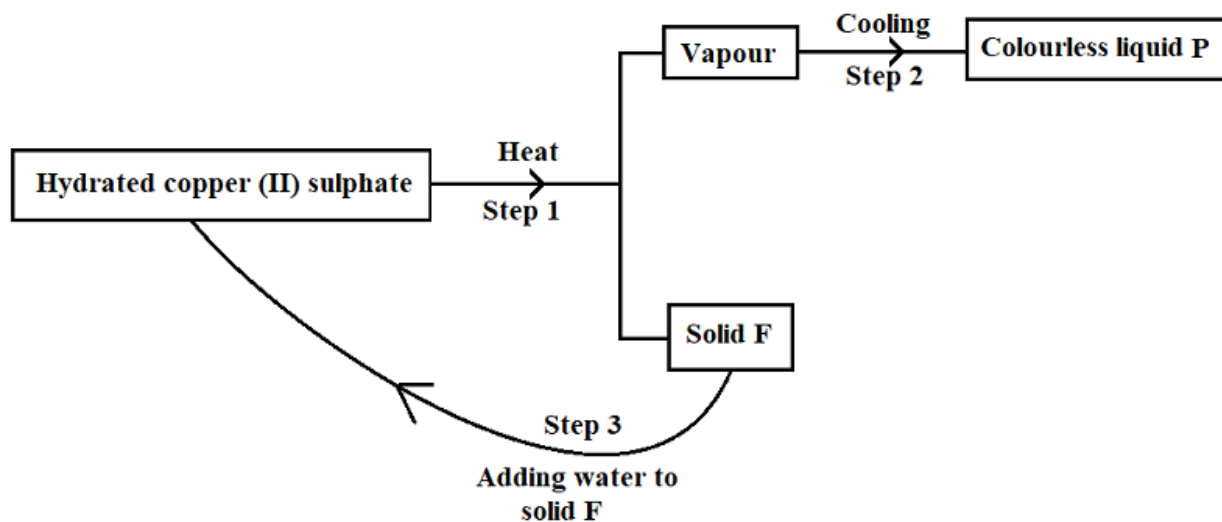 Cooling
Vapour
Colourless liquid P
Step 2
Heat
Hydrated copper (II) sulphate
Step 1
Solid F
Step 3
Adding water to
solid F